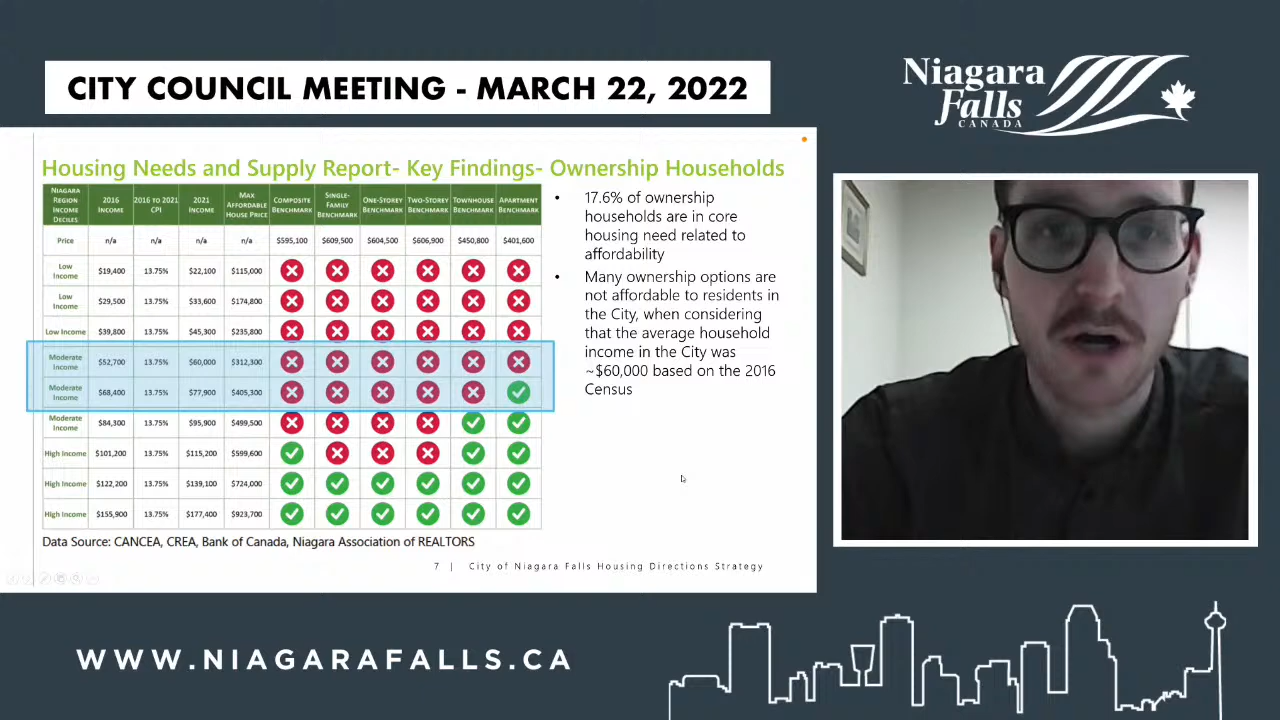 CITY COUNCIL MEETING - MARCH 22, 2022
Niagara
Falls
CANADA
Housing Needs and Supply Report- Key Findings- Ownership Households
NIAGARA REGION INCOME DECILES 2016 INCOME 2016 TO 2021 CPI 2021 INCOME MAX AFFORDABLE HOUSE PRICE COMPOSITE BENCHMARK SINGLE-FAMILY BENCHMARK ONE-STOREY BENCHMARK TWO-STOREY BENCHMARK TOWNHOUSE BENCHMARK APARTMENT BENCHMARK
Price n/a n/a n/a n/a $595,100 $609,500 $604,500 $606,900 $450,800 $401,600
Low Income $19,400 13.75% $22,100 $115,000
Low Income $29,500 13.75% $33,600 $174,800
Low Income $39,800 13.75% $45,300 $235,800
Moderate Income $52,700 13.75% $60,000 $312,300
Moderate Income $68,400 13.75% $77,900 $405,300
Moderate Income $84,300 13.75% $95,900 $499,500
High Income $101,200 13.75% $115,200 $599,600
High Income $122,200 13.75% $139,100 $724,000
High Income $155,900 13.75% $177,400 $923,700
Data Source: CANCEA, CREA, Bank of Canada, Niagara Association of REALTORS
• 17.6% of ownership
households are in core
housing need related to
affordability
• Many ownership options are
not affordable to residents in
the City, when considering
that the average household
income in the City was
~$60,000 based on the 2016
Census
7 | City of Niagara Falls Housing Directions Strategy
WWW.NIAGARAFALLS.CA